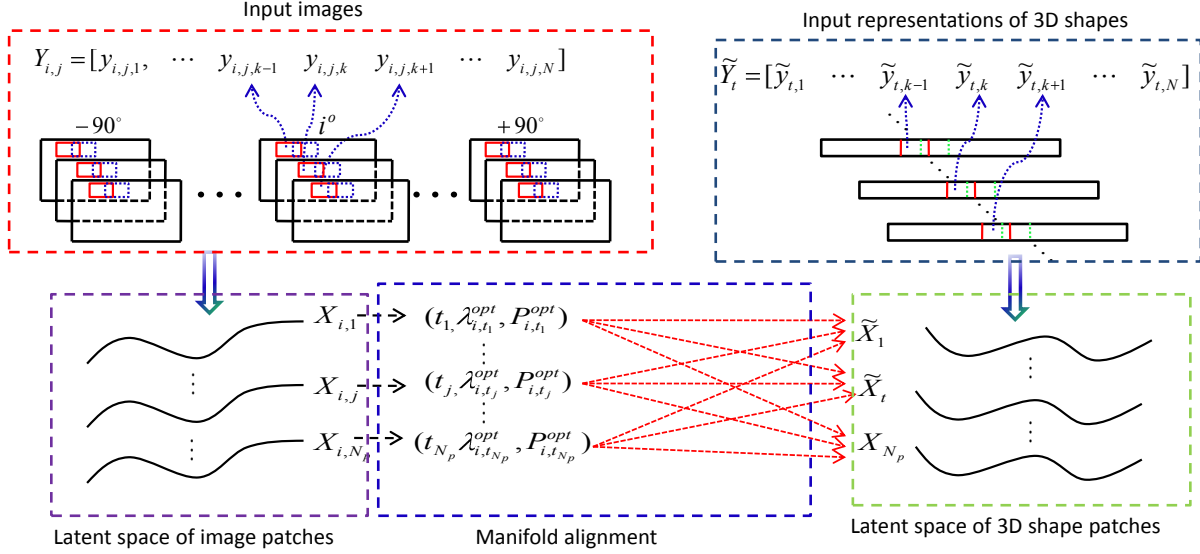 Input images
Input representations of 3D shapes
Y_{i,j} = [y_{i,j,1}, ⋯ y_{i,j,k-1} y_{i,j,k} y_{i,j,k+1} ⋯ y_{i,j,N}]
Ỹ_t = [ỹ_{t,1} ⋯ ỹ_{t,k-1} ỹ_{t,k} ỹ_{t,k+1} ⋯ ỹ_{t,N}]
−90° i^o +90°
X_{i,1} (t_{1,} λ^{opt}_{i,t_1}, P^{opt}_{i,t_1}) X̃_1
X_{i,j} (t_{j,} λ^{opt}_{i,t_j}, P^{opt}_{i,t_j}) X̃_t
X_{i,N_p} (t_{N_p} λ^{opt}_{i,t_{N_p}}, P^{opt}_{i,t_{N_p}}) X_{N_p}
Latent space of image patches
Manifold alignment
Latent space of 3D shape patches